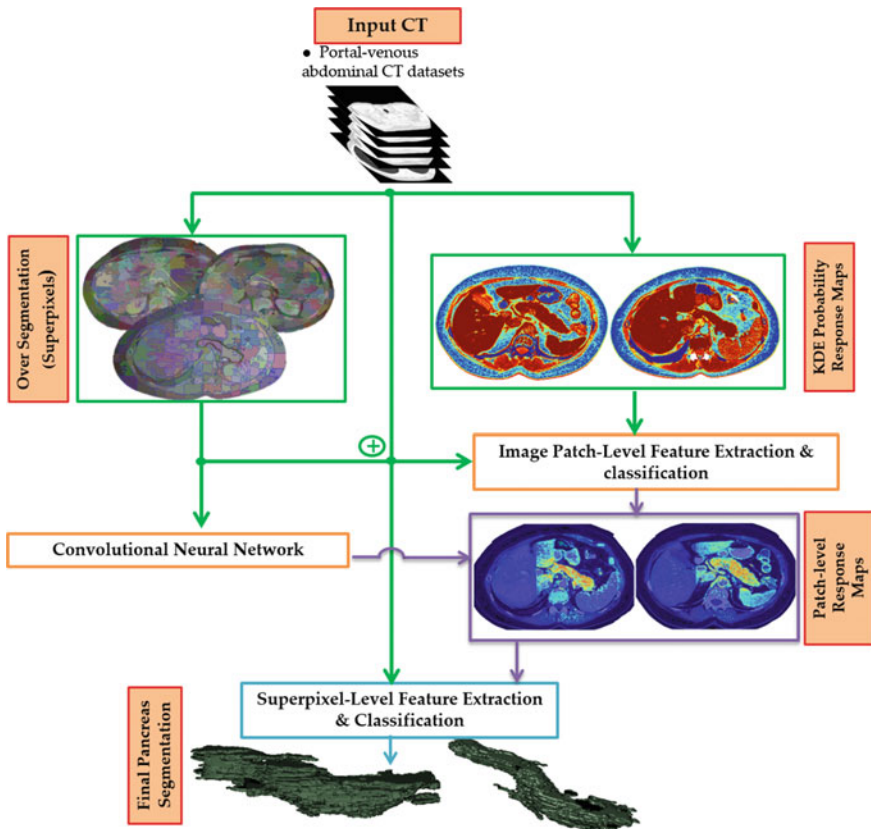 Input CT
● Portal-venous
abdominal CT datasets
Over Segmentation
(Superpixels)
KDE Probability
Response Maps
+
Image Patch-Level Feature Extraction &
classification
Convolutional Neural Network
Patch-level
Response
Maps
Superpixel-Level Feature Extraction
& Classification
Final Pancreas
Segmentation